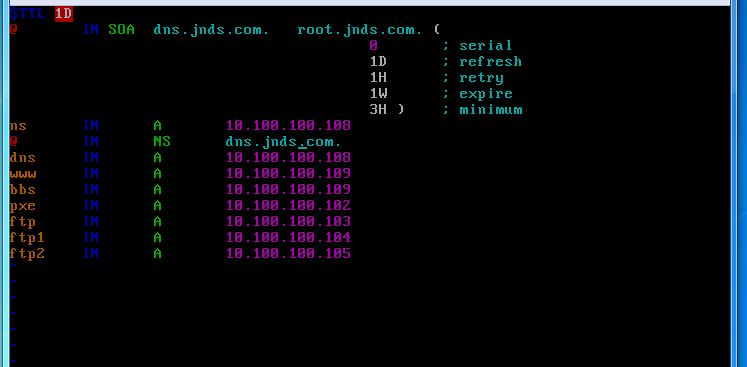 $TTL 1D
@ IN SOA dns.jnds.com. root.jnds.com. (
0 ; serial
1D ; refresh
1H ; retry
1W ; expire
3H ) ; minimum
ns IN A 10.100.100.108
@ IN NS dns.jnds.com.
dns IN A 10.100.100.108
www IN A 10.100.100.109
bbs IN A 10.100.100.109
pxe IN A 10.100.100.102
ftp IN A 10.100.100.103
ftp1 IN A 10.100.100.104
ftp2 IN A 10.100.100.105
~
~
~
~
~
~
~